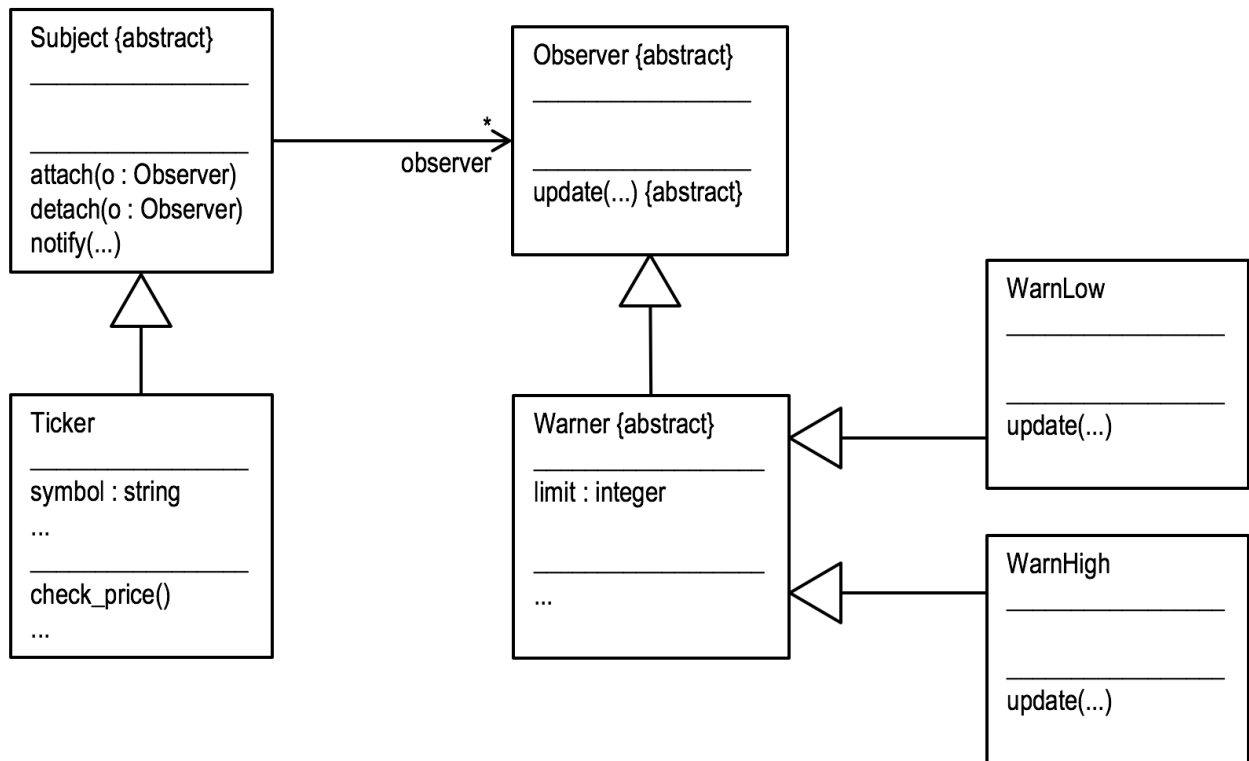 Subject {abstract}
attach(o : Observer)
detach(o : Observer)
notify(...)
*
observer
Observer {abstract}
update(...) {abstract}
Ticker
symbol : string
...
check_price()
...
Warner {abstract}
limit : integer
...
WarnLow
update(...)
WarnHigh
update(...)